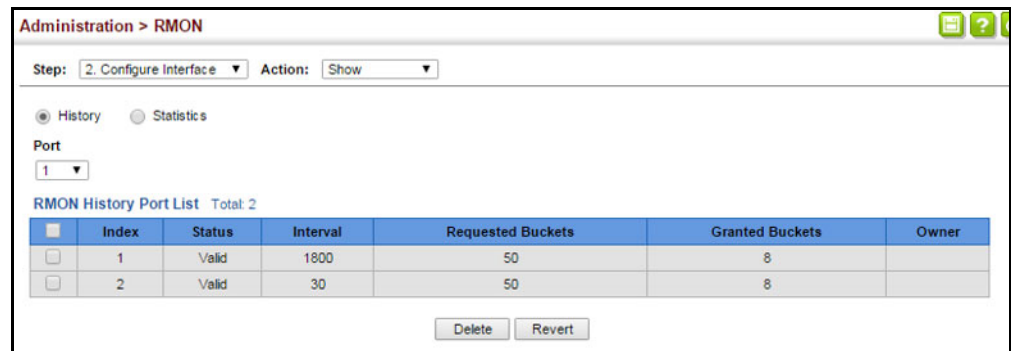 Administration > RMON
?
Step: 2. Configure Interface Action: Show
History Statistics
Port
1
RMON History Port List Total: 2
Index Status Interval Requested Buckets Granted Buckets Owner
1 Valid 1800 50 8
2 Valid 30 50 8
Delete Revert